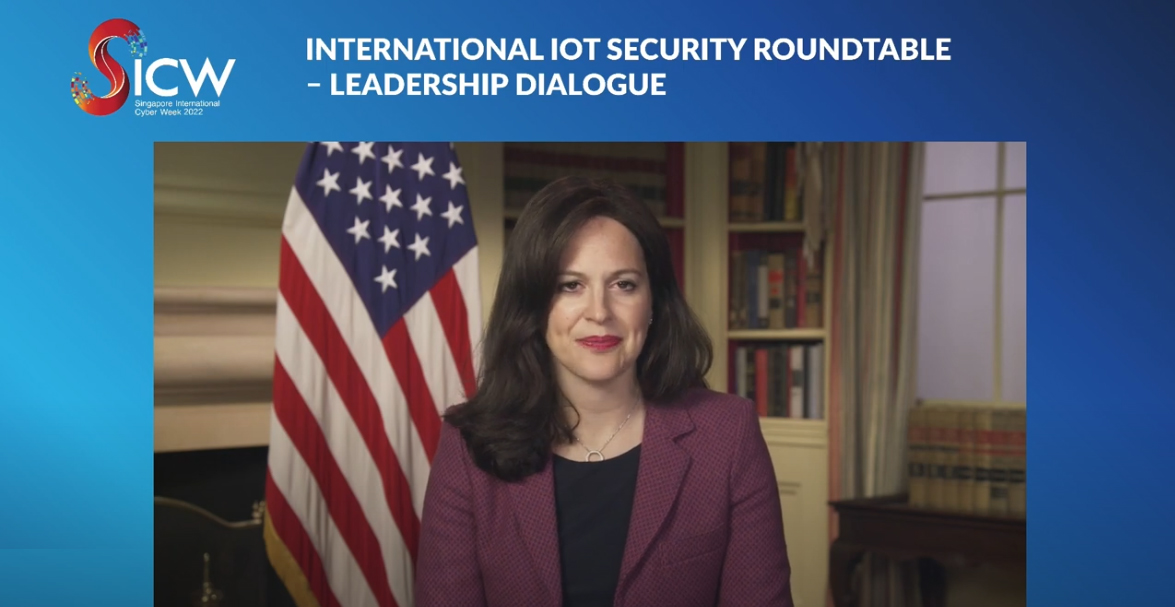 SICW
Singapore International
Cyber Week 2022
INTERNATIONAL IOT SECURITY ROUNDTABLE
– LEADERSHIP DIALOGUE